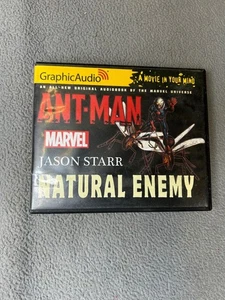 GraphicAudio
A MOVIE IN YOUR MIND
AN ALL-NEW ORIGINAL AUDIOBOOK OF THE MARVEL UNIVERSE
ANT-MAN
MARVEL
JASON STARR
NATURAL ENEMY